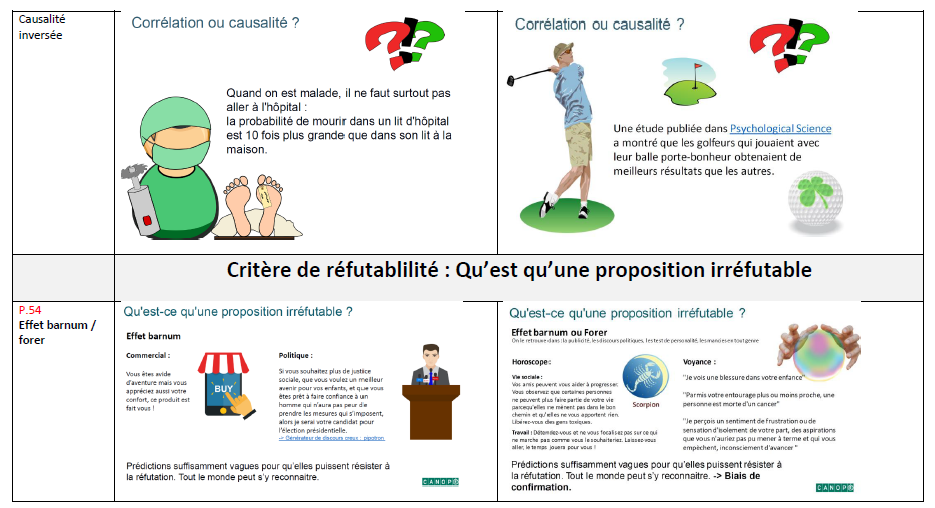 Causalité
inversée
Corrélation ou causalité ?
Quand on est malade, il ne faut surtout pas
aller à l'hôpital :
la probabilité de mourir dans un lit d'hôpital
est 10 fois plus grande que dans son lit à la
maison.
Corrélation ou causalité ?
Une étude publiée dans Psychological Science
a montré que les golfeurs qui jouaient avec
leur balle porte-bonheur obtenaient de
meilleurs résultats que les autres.
Critère de réfutablilité : Qu’est qu’une proposition irréfutable
P.54
Effet barnum /
forer
Qu'est-ce qu'une proposition irréfutable ?
Effet barnum
Commercial :
Vous êtes avide
d'aventure mais vous
appréciez aussi votre
confort, ce produit est
fait vous !
BUY
Politique :
Si vous souhaitez plus de justice
sociale, que vous voulez un meilleur
avenir pour vos enfants, et que vous
êtes prêt à faire confiance à un
homme qui n'aura pas peur de
prendre les mesures qui s'imposent,
alors je serai votre candidat pour
l'élection présidentielle.
-> Générateur de discours creux : pipotron
Prédictions suffisamment vagues pour qu'elles puissent résister à
la réfutation. Tout le monde peut s'y reconnaitre.
CANOPÉ
Qu'est-ce qu'une proposition irréfutable ?
Effet barnum ou Forer
On le retrouve dans : la publicité, les discours politiques, les test de personalité, les mancies en tout genre
Horoscope :
Vie sociale :
Vos amis peuvent vous aider à progresser.
Vous observez que certaines personnes
ne peuvent plus faire partie de votre vie
parcequ'elles ne mènent pas dans le bon
chemin et qu'elles ne vous apportent rien.
Libérez-vous des gens toxiques.
Travail : Détendez-vous et ne vous focalisez pas sur ce qui
ne marche pas comme vous le souhaiteriez. Laissez-vous
aller, le temps jouera pour vous !
Scorpion
Voyance :
"Je vois une blessure dans votre enfance"
"Parmis votre entourage plus ou moins proche, une
personne est morte d'un cancer"
"Je perçois un sentiment de frustration ou de
sensation d'isolement de votre part, des aspirations
que vous n'auriez pas pu mener à terme et qui vous
empêchent, inconsciement d'avancer "
Prédictions suffisamment vagues pour qu'elles puissent résister à
la réfutation. Tout le monde peut s'y reconnaitre. -> Biais de
confirmation.
CANOPÉ